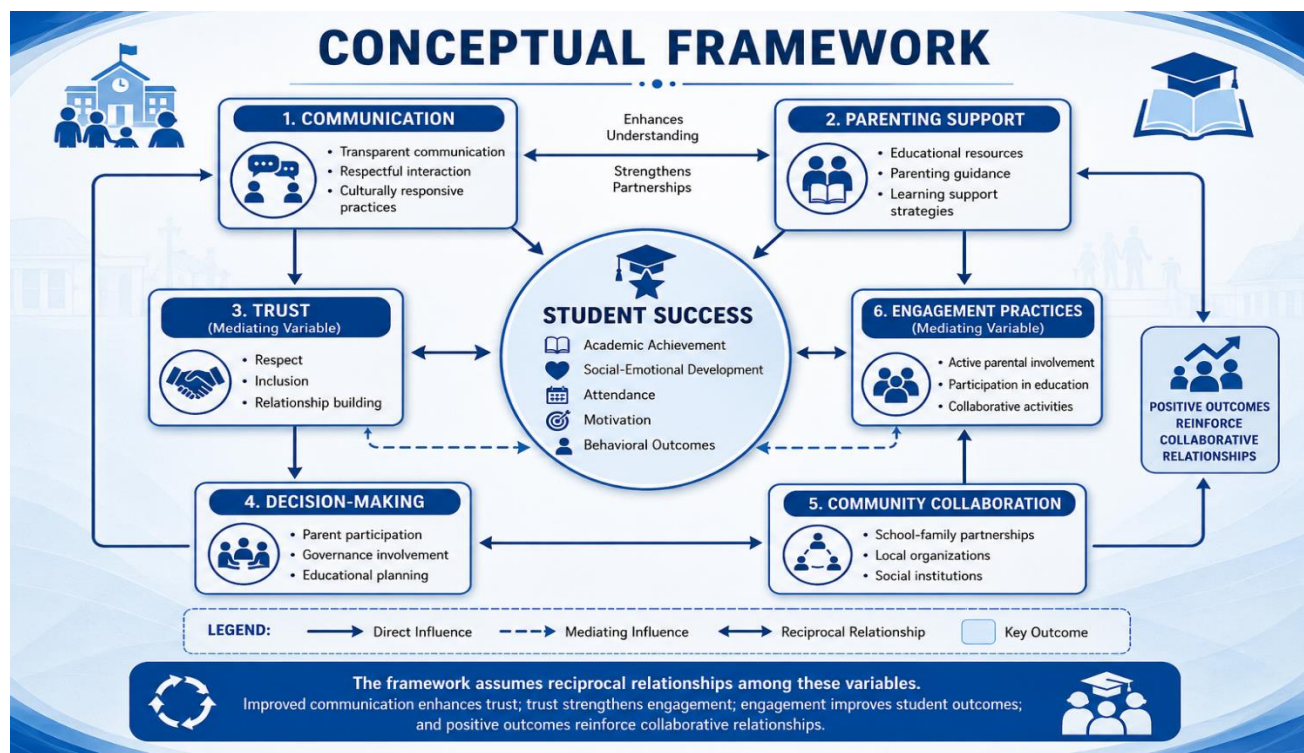 CONCEPTUAL FRAMEWORK
1. COMMUNICATION
• Transparent communication
• Respectful interaction
• Culturally responsive
practices
Enhances
Understanding
Strengthens
Partnerships
2. PARENTING SUPPORT
• Educational resources
• Parenting guidance
• Learning support
strategies
3. TRUST
(Mediating Variable)
• Respect
• Inclusion
• Relationship building
STUDENT SUCCESS
Academic Achievement
Social-Emotional Development
Attendance
Motivation
Behavioral Outcomes
6. ENGAGEMENT PRACTICES
(Mediating Variable)
• Active parental involvement
• Participation in education
• Collaborative activities
POSITIVE OUTCOMES
REINFORCE
COLLABORATIVE
RELATIONSHIPS
4. DECISION-MAKING
• Parent participation
• Governance involvement
• Educational planning
5. COMMUNITY COLLABORATION
• School-family partnerships
• Local organizations
• Social institutions
LEGEND: Direct Influence Mediating Influence Reciprocal Relationship Key Outcome
The framework assumes reciprocal relationships among these variables.
Improved communication enhances trust; trust strengthens engagement; engagement improves student outcomes;
and positive outcomes reinforce collaborative relationships.